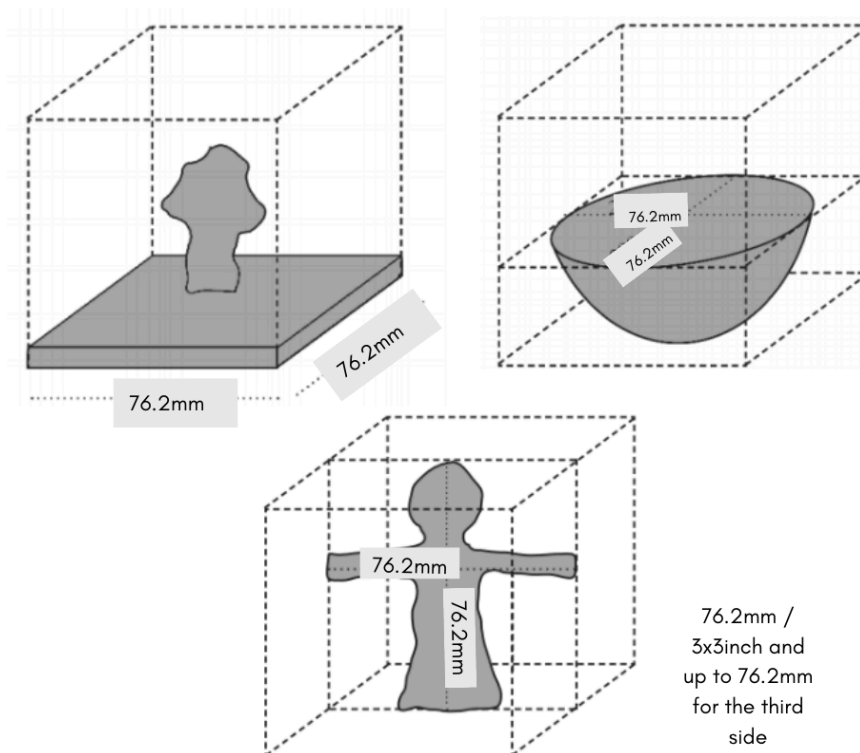 76.2mm
76.2mm
76.2mm
76.2mm
76.2mm
76.2mm
76.2mm /
3x3inch and
up to 76.2mm
for the third
side